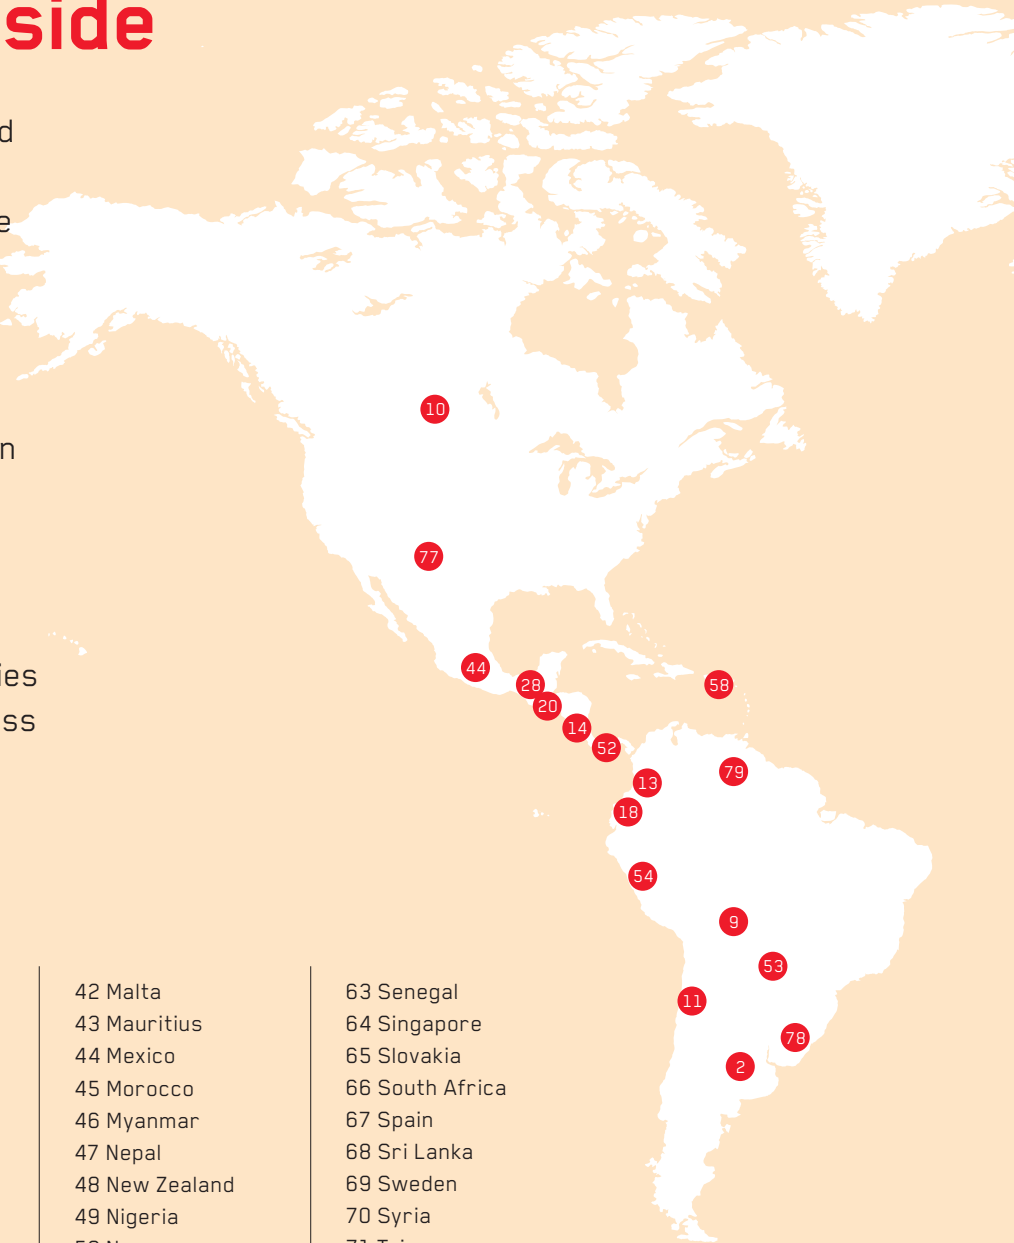 side
d
e
n
ies
ss
10
77
44
28
20
14
52
58
13
18
79
54
9
53
11
78
2
42 Malta
43 Mauritius
44 Mexico
45 Morocco
46 Myanmar
47 Nepal
48 New Zealand
49 Nigeria
63 Senegal
64 Singapore
65 Slovakia
66 South Africa
67 Spain
68 Sri Lanka
69 Sweden
70 Syria